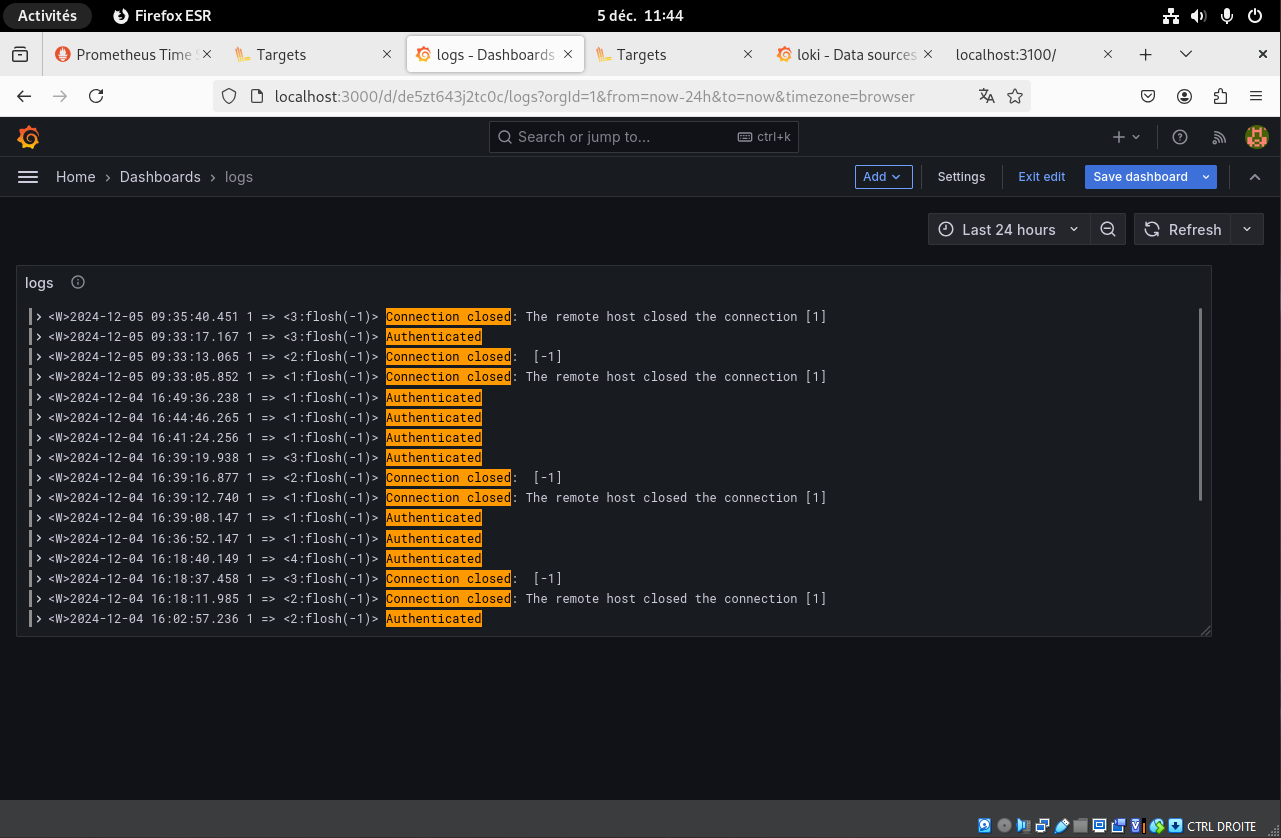 Activités Firefox ESR 5 déc. 11:44
Prometheus Time S Targets logs - Dashboards Targets loki - Data sources localhost:3100/
localhost:3000/d/de5zt643j2tc0c/logs?orgId=1&from=now-24h&to=now&timezone=browser
Search or jump to... ctrl+k
Home › Dashboards › logs Add Settings Exit edit Save dashboard
Last 24 hours Refresh
logs
<W>2024-12-05 09:35:40.451 1 => <3:flosh(-1)> Connection closed: The remote host closed the connection [1]
<W>2024-12-05 09:33:17.167 1 => <3:flosh(-1)> Authenticated
<W>2024-12-05 09:33:13.065 1 => <2:flosh(-1)> Connection closed:  [-1]
<W>2024-12-05 09:33:05.852 1 => <1:flosh(-1)> Connection closed: The remote host closed the connection [1]
<W>2024-12-04 16:49:36.238 1 => <1:flosh(-1)> Authenticated
<W>2024-12-04 16:44:46.265 1 => <1:flosh(-1)> Authenticated
<W>2024-12-04 16:41:24.256 1 => <1:flosh(-1)> Authenticated
<W>2024-12-04 16:39:19.938 1 => <3:flosh(-1)> Authenticated
<W>2024-12-04 16:39:16.877 1 => <2:flosh(-1)> Connection closed:  [-1]
<W>2024-12-04 16:39:12.740 1 => <1:flosh(-1)> Connection closed: The remote host closed the connection [1]
<W>2024-12-04 16:39:08.147 1 => <1:flosh(-1)> Authenticated
<W>2024-12-04 16:36:52.147 1 => <1:flosh(-1)> Authenticated
<W>2024-12-04 16:18:40.149 1 => <4:flosh(-1)> Authenticated
<W>2024-12-04 16:18:37.458 1 => <3:flosh(-1)> Connection closed:  [-1]
<W>2024-12-04 16:18:11.985 1 => <2:flosh(-1)> Connection closed: The remote host closed the connection [1]
<W>2024-12-04 16:02:57.236 1 => <2:flosh(-1)> Authenticated
CTRL DROITE